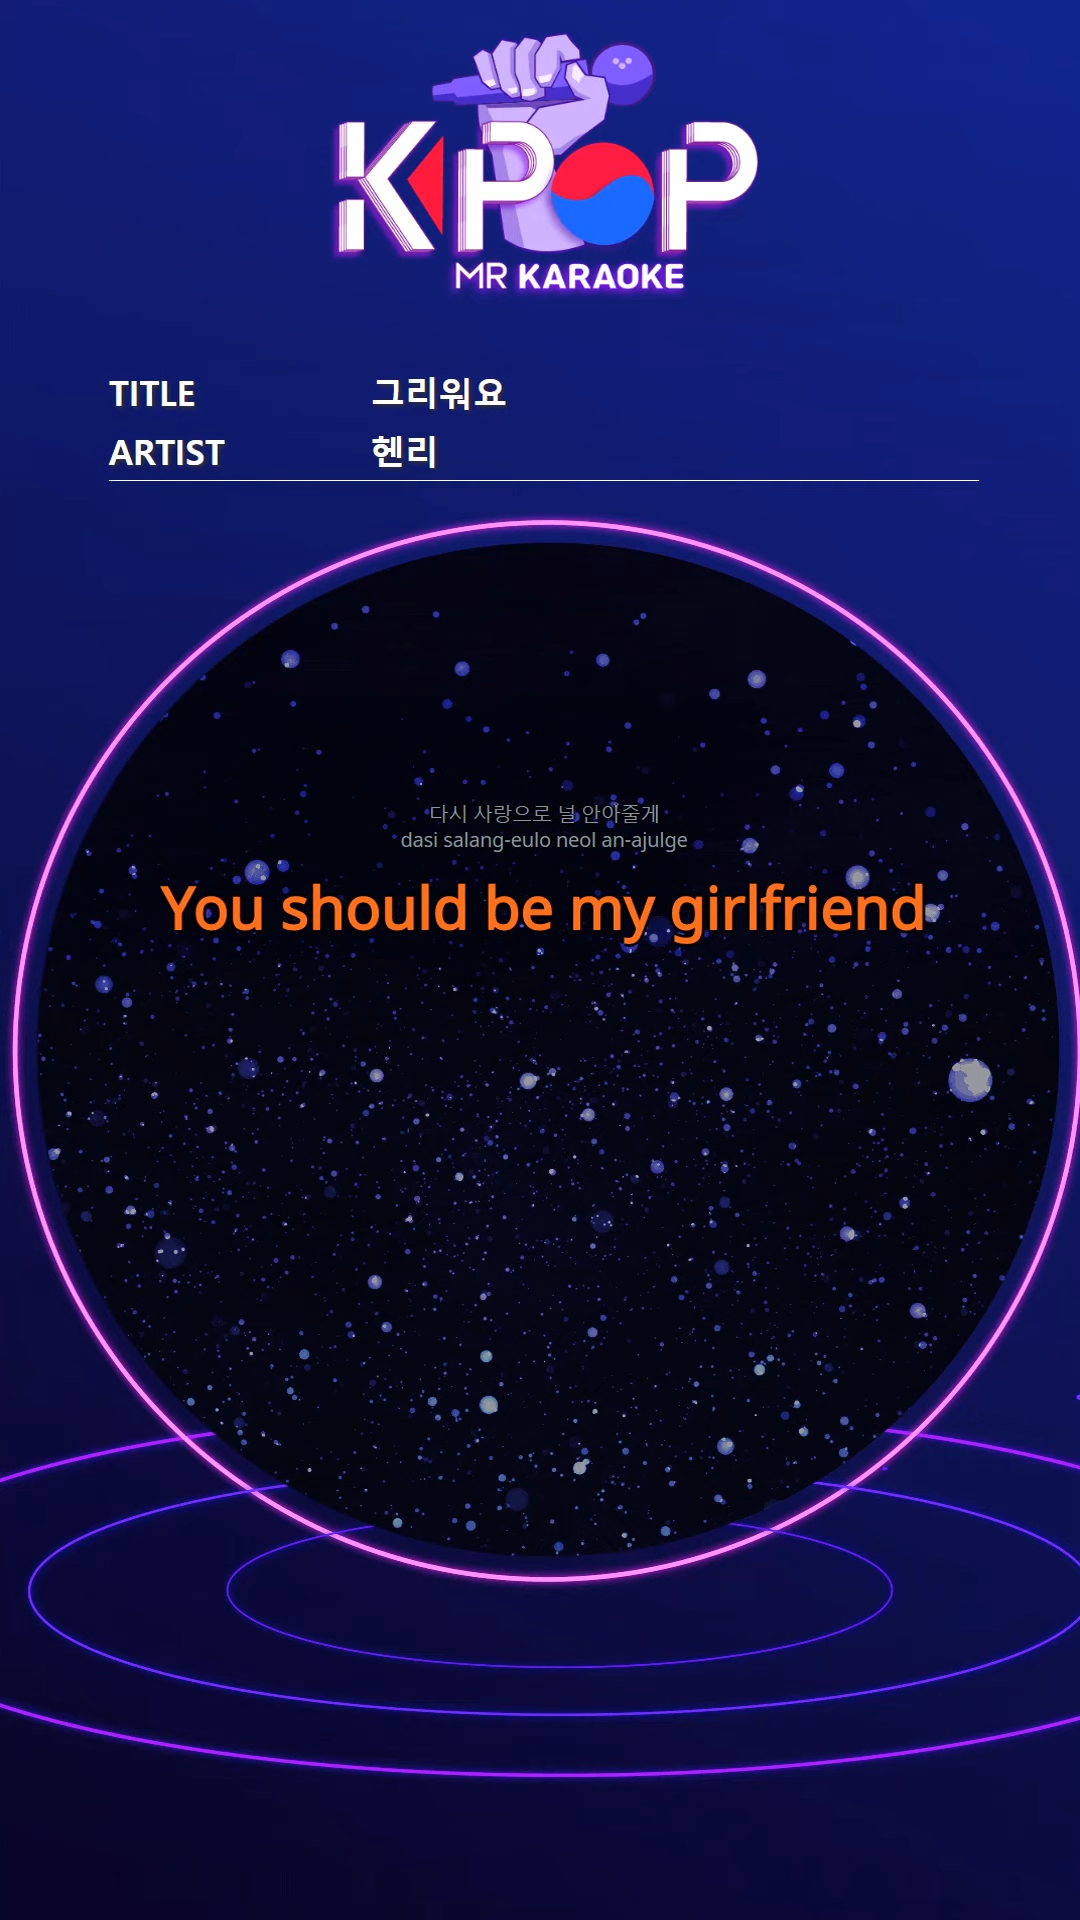 KPOP
MR KARAOKE
TITLE 그리워요
ARTIST 헨리
다시 사랑으로 널 안아줄게
dasi salang-eulo neol an-ajulge
You should be my girlfriend